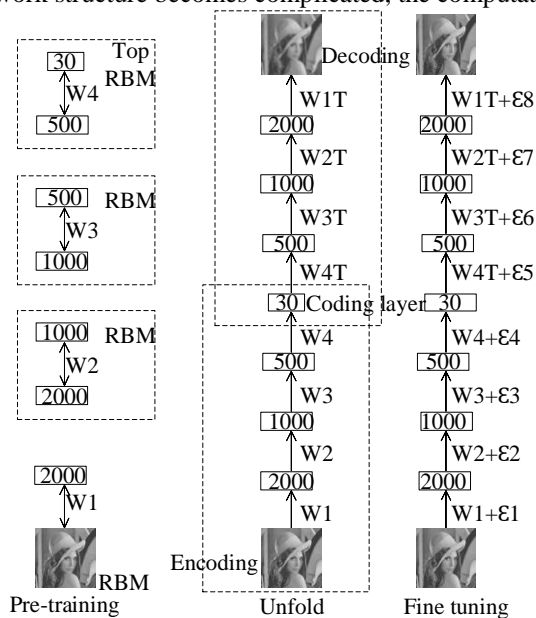 work structure becomes complicated, the computat
Top
30
RBM
W4
500
500
RBM
W3
1000
1000
RBM
W2
2000
2000
W1
RBM
Pre-training
Decoding
W1T
2000
W2T
1000
W3T
500
W4T
30 Coding layer
W4
500
W3
1000
W2
2000
W1
Encoding
Unfold
W1T+ε8
2000
W2T+ε7
1000
W3T+ε6
500
W4T+ε5
30
W4+ε4
500
W3+ε3
1000
W2+ε2
2000
W1+ε1
Fine tuning